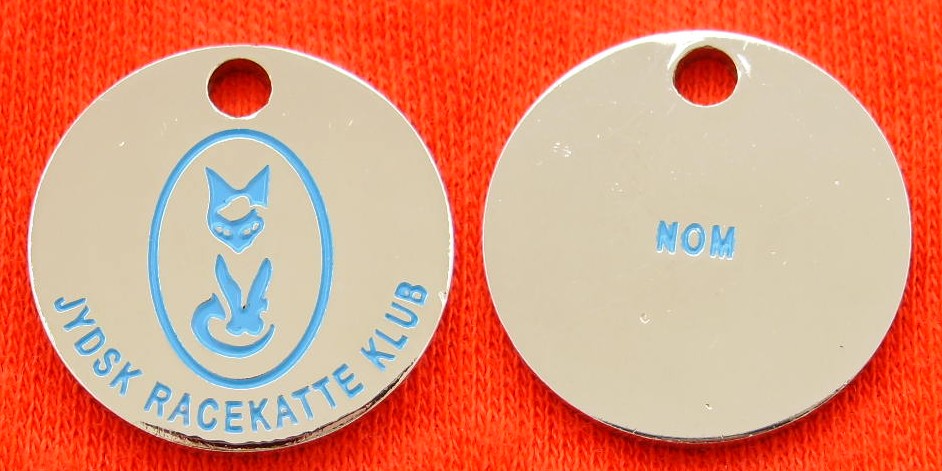 JYDSK RACEKATTE KLUB
NOM